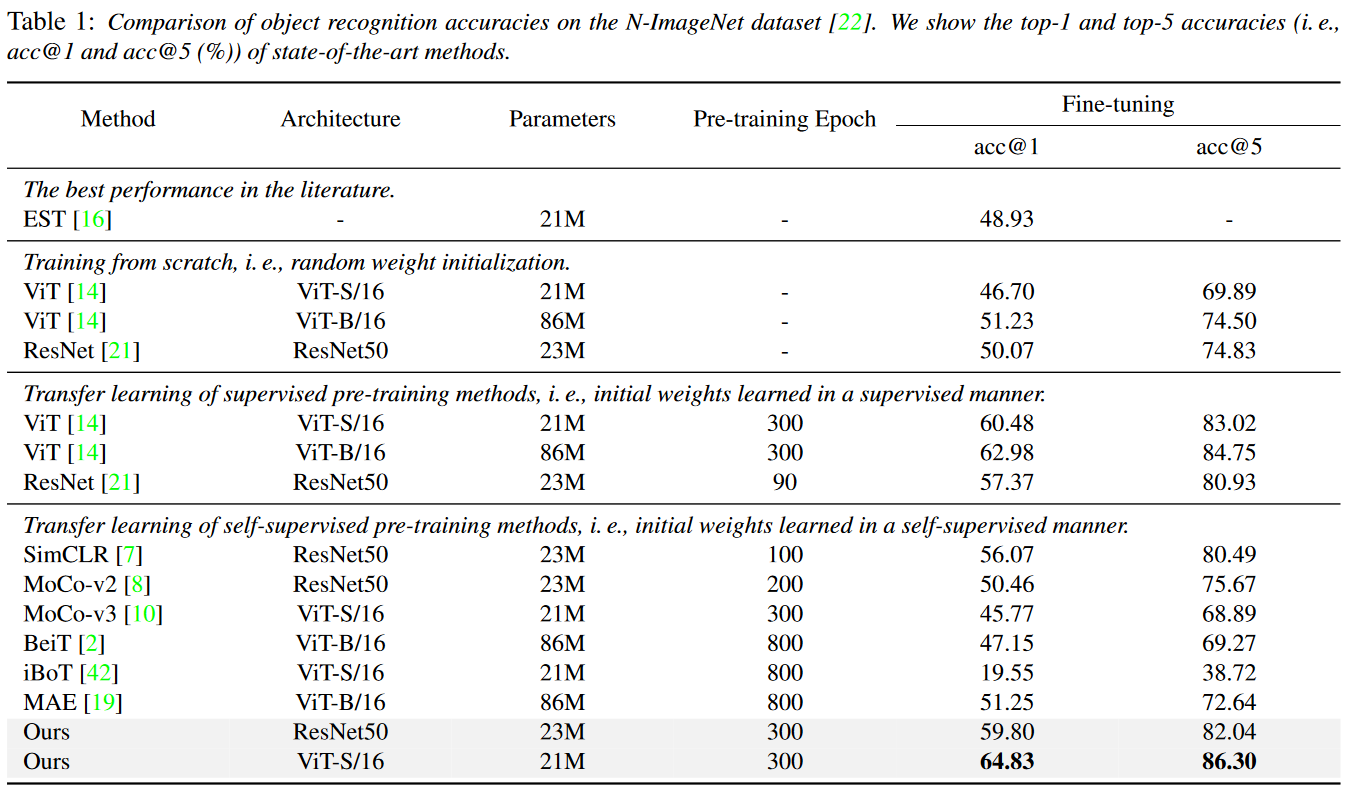 Table 1: Comparison of object recognition accuracies on the N-ImageNet dataset [22]. We show the top-1 and top-5 accuracies (i. e.,
acc@1 and acc@5 (%)) of state-of-the-art methods.
Method Architecture Parameters Pre-training Epoch Fine-tuning
acc@1 acc@5
The best performance in the literature.
EST [16] - 21M - 48.93 -
Training from scratch, i. e., random weight initialization.
ViT [14] ViT-S/16 21M - 46.70 69.89
ViT [14] ViT-B/16 86M - 51.23 74.50
ResNet [21] ResNet50 23M - 50.07 74.83
Transfer learning of supervised pre-training methods, i. e., initial weights learned in a supervised manner.
ViT [14] ViT-S/16 21M 300 60.48 83.02
ViT [14] ViT-B/16 86M 300 62.98 84.75
ResNet [21] ResNet50 23M 90 57.37 80.93
Transfer learning of self-supervised pre-training methods, i. e., initial weights learned in a self-supervised manner.
SimCLR [7] ResNet50 23M 100 56.07 80.49
MoCo-v2 [8] ResNet50 23M 200 50.46 75.67
MoCo-v3 [10] ViT-S/16 21M 300 45.77 68.89
BeiT [2] ViT-B/16 86M 800 47.15 69.27
iBoT [42] ViT-S/16 21M 800 19.55 38.72
MAE [19] ViT-B/16 86M 800 51.25 72.64
Ours ResNet50 23M 300 59.80 82.04
Ours ViT-S/16 21M 300 64.83 86.30